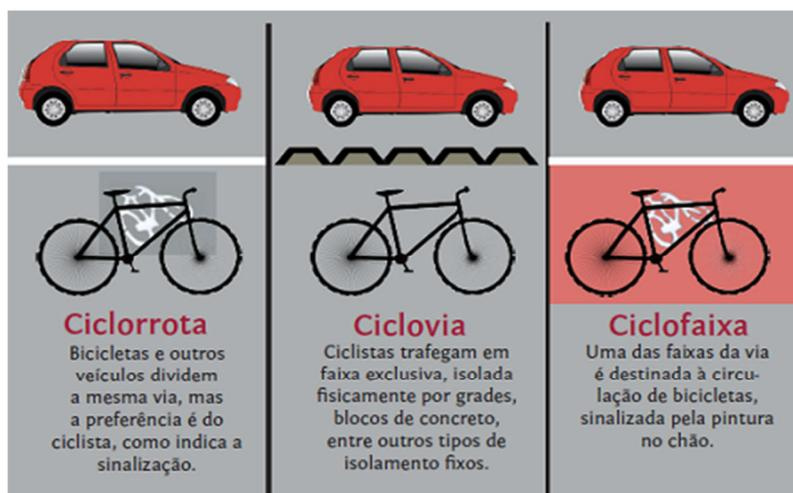 Ciclorrota
Bicicletas e outros
veículos dividem
a mesma via, mas
a preferência é do
ciclista, como indica a
sinalização.
Ciclovia
Ciclistas trafegam em
faixa exclusiva, isolada
fisicamente por grades,
blocos de concreto,
entre outros tipos de
isolamento fixos.
Ciclofaixa
Uma das faixas da via
é destinada à circu-
lação de bicicletas,
sinalizada pela pintura
no chão.